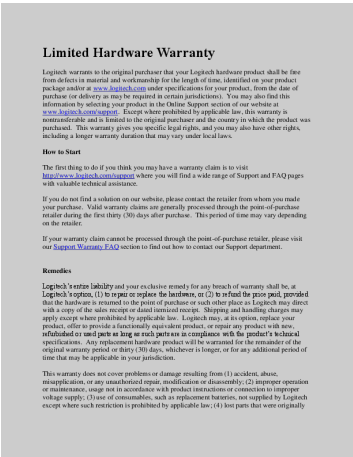 Limited Hardware Warranty
Logitech warrants to the original purchaser that your Logitech hardware product shall be free
from defects in material and workmanship for the length of time, identified on your product
package and/or at www.logitech.com under specifications for your product, from the date of
purchase (or delivery as may be required in certain jurisdictions). You may also find this
information by selecting your product in the Online Support section of our website at
www.logitech.com/support. Except where prohibited by applicable law, this warranty is
nontransferable and is limited to the original purchaser and the country in which the product was
purchased. This warranty gives you specific legal rights, and you may also have other rights,
including a longer warranty duration that may vary under local laws.
How to Start
The first thing to do if you think you may have a warranty claim is to visit
http://www.logitech.com/support where you will find a wide range of Support and FAQ pages
with valuable technical assistance.
If you do not find a solution on our website, please contact the retailer from whom you made
your purchase. Valid warranty claims are generally processed through the point-of-purchase
retailer during the first thirty (30) days after purchase. This period of time may vary depending
on the retailer.
If your warranty claim cannot be processed through the point-of-purchase retailer, please visit
our Support Warranty FAQ section to find out how to contact our Support department.
Remedies
Logitech's entire liability and your exclusive remedy for any breach of warranty shall be, at
Logitech's option, (1) to repair or replace the hardware, or (2) to refund the price paid, provided
that the hardware is returned to the point of purchase or such other place as Logitech may direct
with a copy of the sales receipt or dated itemized receipt. Shipping and handling charges may
apply except where prohibited by applicable law. Logitech may, at its option, replace your
product, offer to provide a functionally equivalent product, or repair any product with new,
refurbished or used parts as long as such parts are in compliance with the product's technical
specifications. Any replacement hardware product will be warranted for the remainder of the
original warranty period or thirty (30) days, whichever is longer, or for any additional period of
time that may be applicable in your jurisdiction.
This warranty does not cover problems or damage resulting from (1) accident, abuse,
misapplication, or any unauthorized repair, modification or disassembly; (2) improper operation
or maintenance, usage not in accordance with product instructions or connection to improper
voltage supply; (3) use of consumables, such as replacement batteries, not supplied by Logitech
except where such restriction is prohibited by applicable law; (4) lost parts that were originally